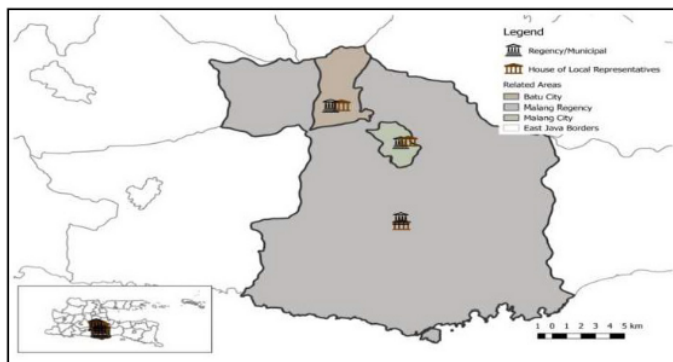 Legend
Regency/Municipal
House of Local Representatives
Related Areas
Batu City
Malang Regency
Malang City
East Java Borders
1 0 1 2 3 4 5 km